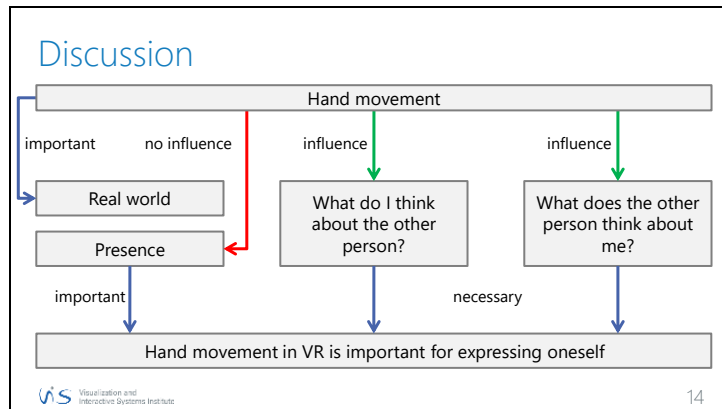 Discussion
Hand movement
important
no influence
influence
influence
Real world
What do I think
about the other
person?
What does the other
person think about
me?
Presence
important
necessary
Hand movement in VR is important for expressing oneself
VIS
Visualization and
Interactive Systems Institute
14